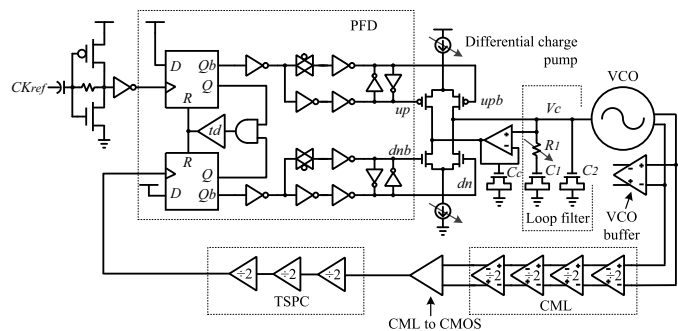 PFD
Differential charge
pump
VCO
CKref
D
Qb
Q
R
td
R
Q
D
Qb
up
upb
dnb
dn
Vc
R1
Cc
C1
C2
Loop filter
VCO
buffer
÷2
÷2
÷2
TSPC
CML to CMOS
÷2
÷2
÷2
÷2
CML